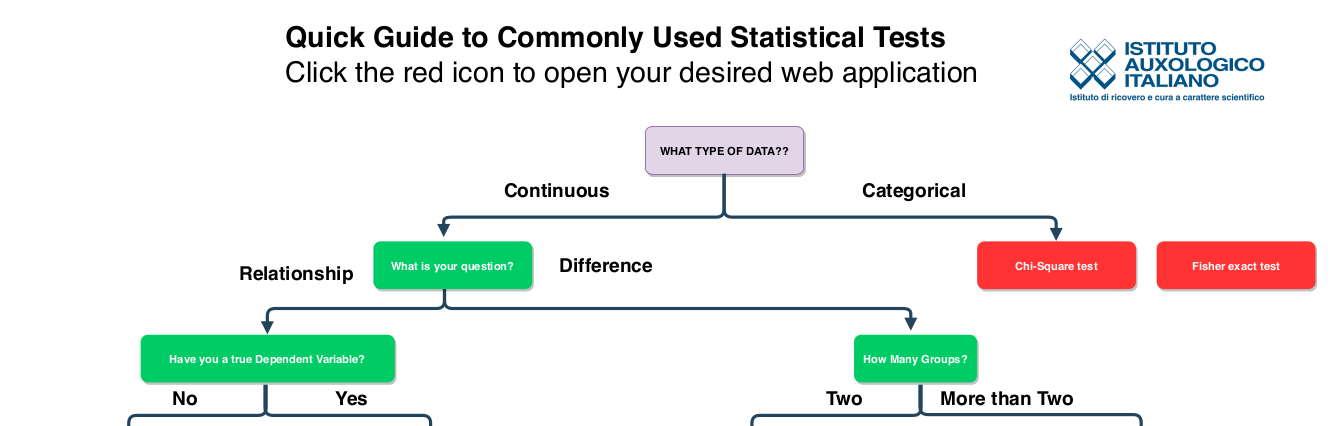 Quick Guide to Commonly Used Statistical Tests
Click the red icon to open your desired web application
ISTITUTO
AUXOLOGICO
ITALIANO
Istituto di ricovero e cura a carattere scientifico
WHAT TYPE OF DATA??
Continuous
Categorical
Relationship
What is your question?
Difference
Chi-Square test
Fisher exact test
Have you a true Dependent Variable?
How Many Groups?
No
Yes
Two
More than Two